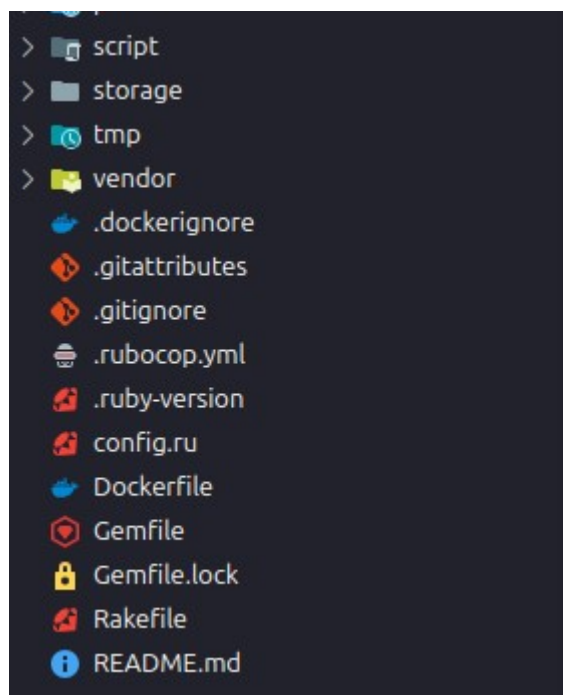 script
storage
tmp
vendor
.dockerignore
.gitattributes
.gitignore
.rubocop.yml
.ruby-version
config.ru
Dockerfile
Gemfile
Gemfile.lock
Rakefile
README.md